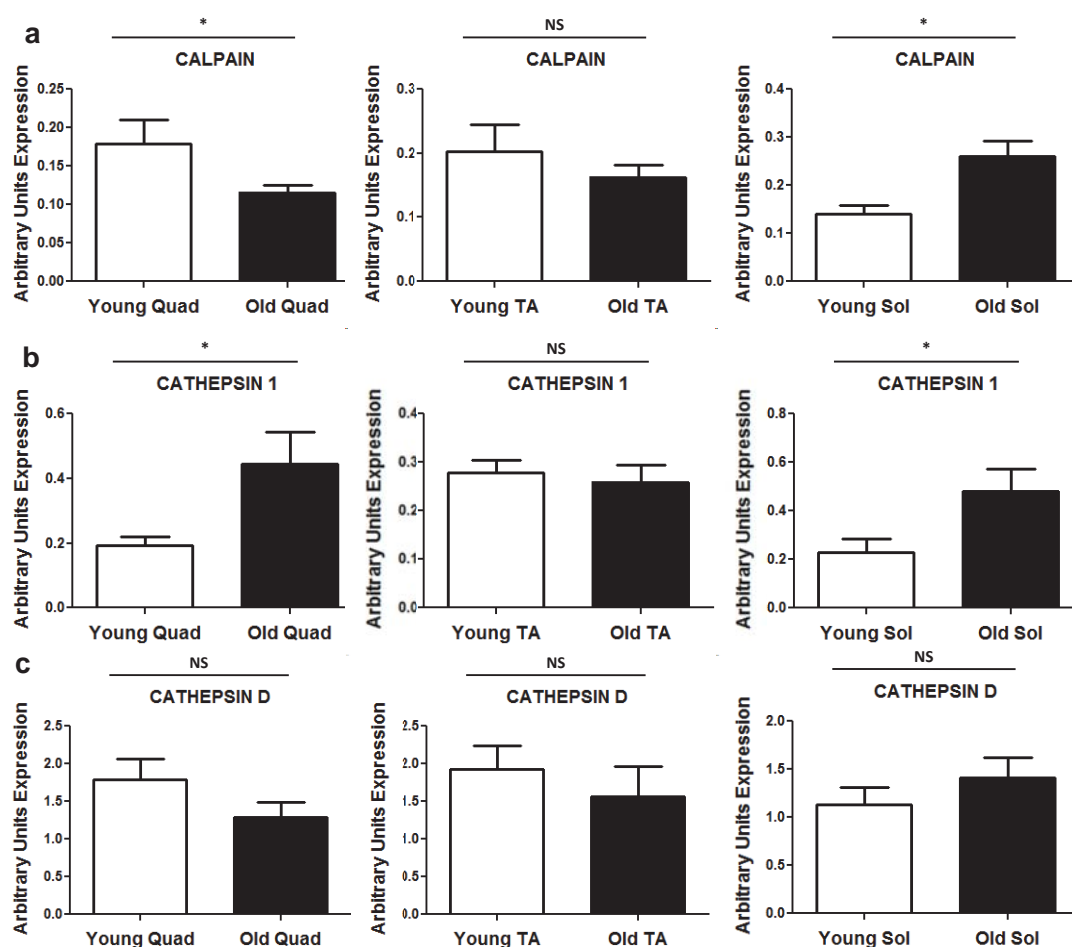 a
*
CALPAIN
Arbitrary Units Expression
0.25
0.20
0.15
0.10
0.05
0.00
Young Quad Old Quad
NS
CALPAIN
Arbitrary Units Expression
0.3
0.2
0.1
0.0
Young TA Old TA
*
CALPAIN
Arbitrary Units Expression
0.4
0.3
0.2
0.1
0.0
Young Sol Old Sol
b
*
CATHEPSIN 1
Arbitrary Units Expression
0.6
0.4
0.2
0.0
Young Quad Old Quad
NS
CATHEPSIN 1
Arbitrary Units Expression
0.4
0.3
0.2
0.1
0.0
Young TA Old TA
*
CATHEPSIN 1
Arbitrary Units Expression
0.8
0.6
0.4
0.2
0.0
Young Sol Old Sol
c
NS
CATHEPSIN D
Arbitrary Units Expression
2.5
2.0
1.5
1.0
0.5
0.0
Young Quad Old Quad
NS
CATHEPSIN D
Arbitrary Units Expression
2.5
2.0
1.5
1.0
0.5
0.0
Young TA Old TA
NS
CATHEPSIN D
Arbitrary Units Expression
2.0
1.5
1.0
0.5
0.0
Young Sol Old Sol